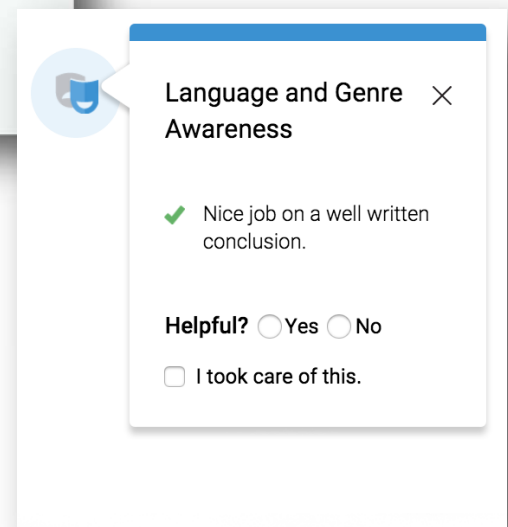 Language and Genre
Awareness
Nice job on a well written
conclusion.
Helpful? Yes No
I took care of this.